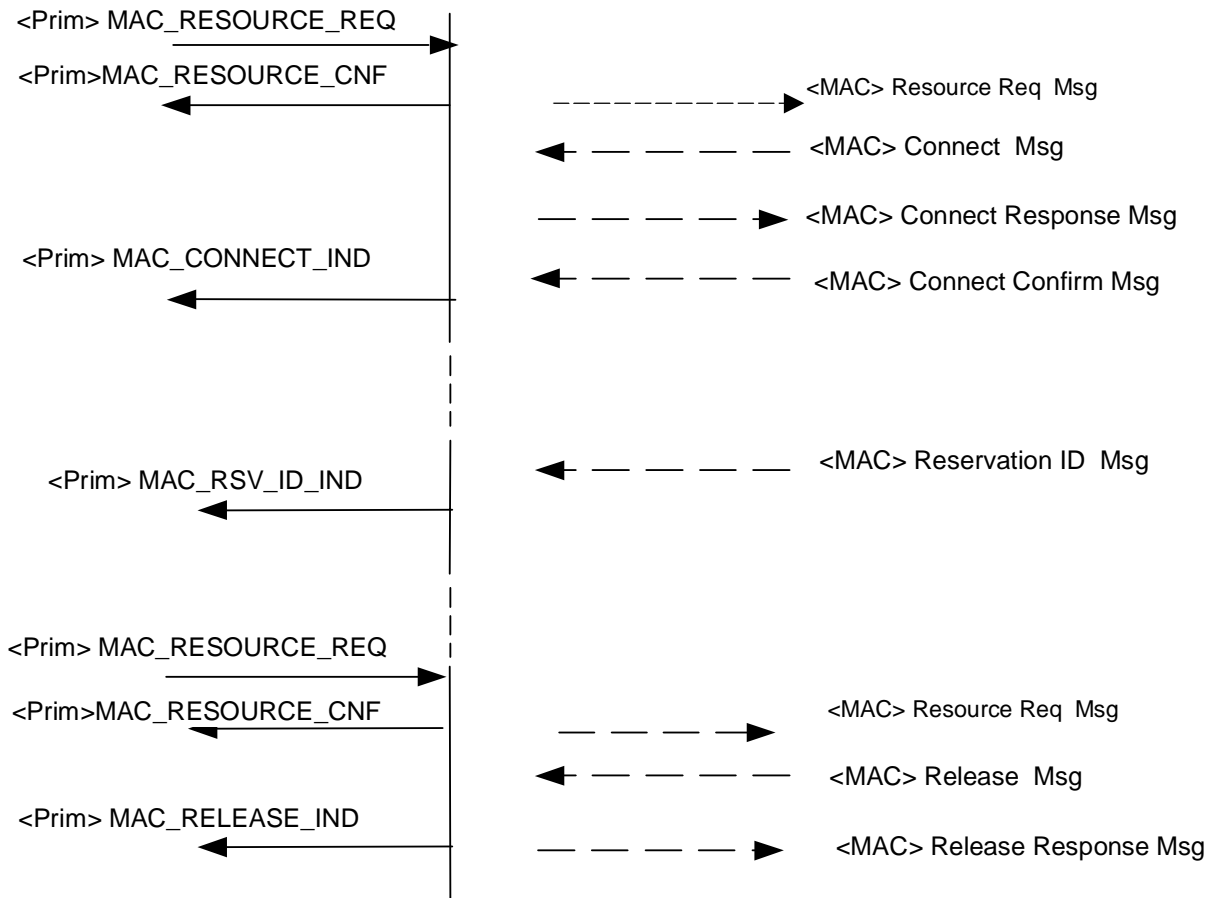 <Prim> MAC_RESOURCE_REQ
<Prim>MAC_RESOURCE_CNF
<MAC> Resource Req Msg
<MAC> Connect Msg
<MAC> Connect Response Msg
<Prim> MAC_CONNECT_IND
<MAC> Connect Confirm Msg
<MAC> Reservation ID Msg
<Prim> MAC_RSV_ID_IND
<Prim> MAC_RESOURCE_REQ
<Prim>MAC_RESOURCE_CNF
<MAC> Resource Req Msg
<MAC> Release Msg
<Prim> MAC_RELEASE_IND
<MAC> Release Response Msg